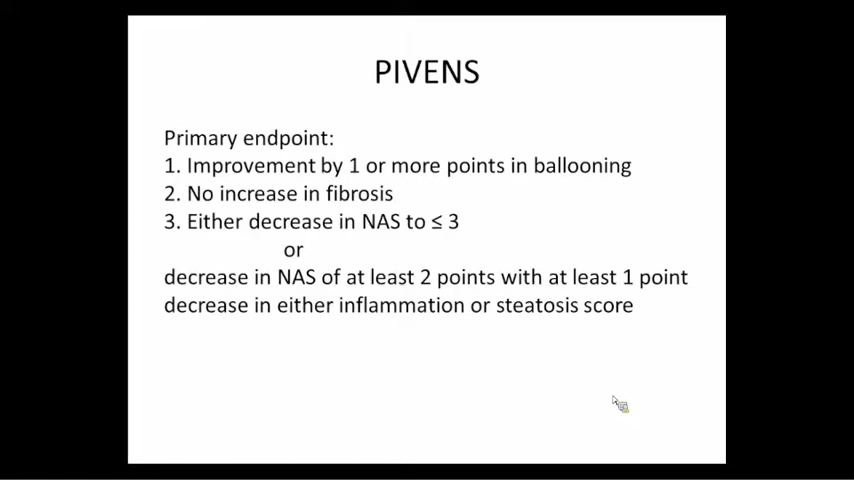 PIVENS
Primary endpoint:
1. Improvement by 1 or more points in ballooning
2. No increase in fibrosis
3. Either decrease in NAS to ≤ 3
or
decrease in NAS of at least 2 points with at least 1 point
decrease in either inflammation or steatosis score